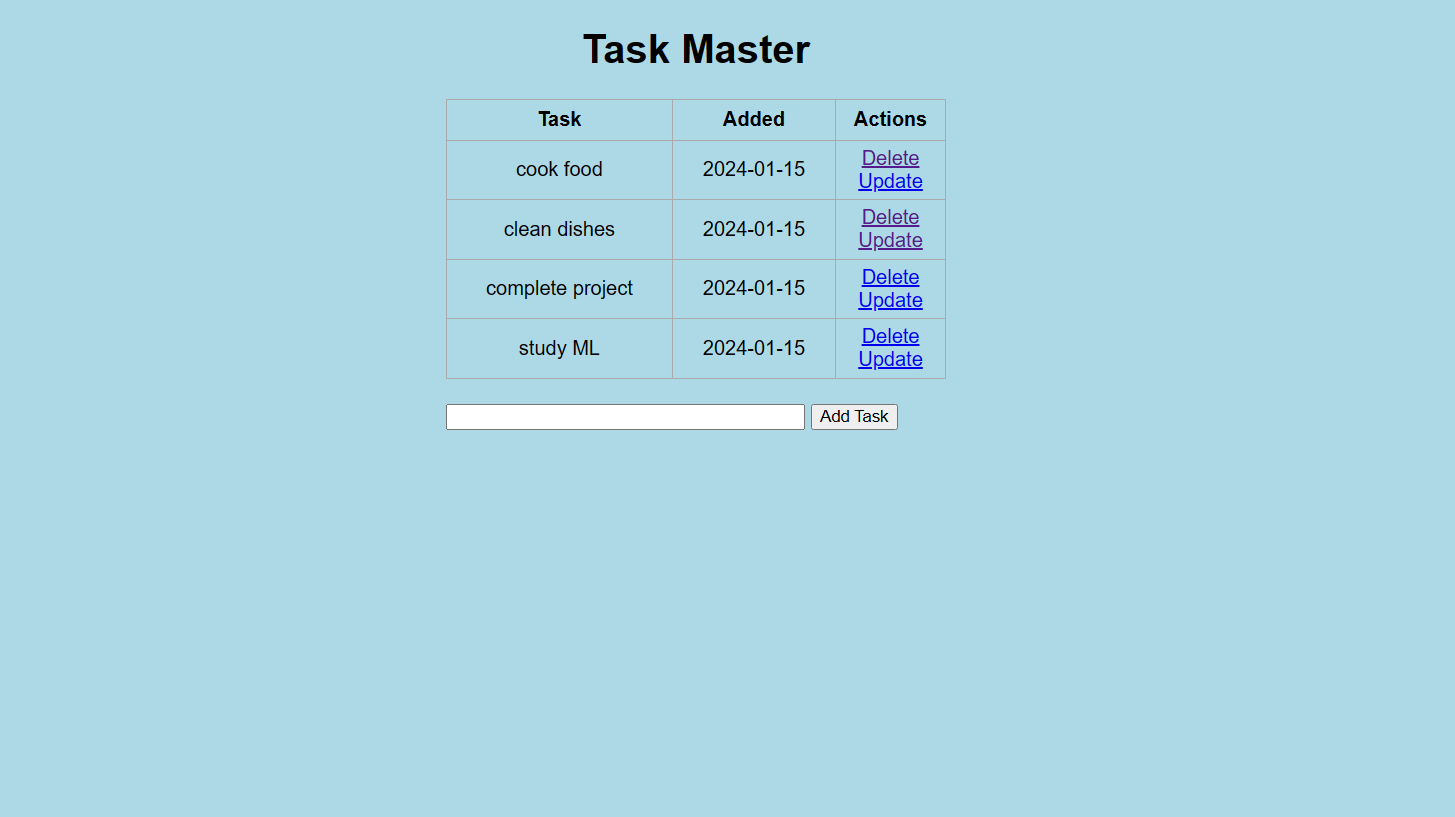 Task Master
Task Added Actions
cook food 2024-01-15 Delete
Update
clean dishes 2024-01-15 Delete
Update
complete project 2024-01-15 Delete
Update
study ML 2024-01-15 Delete
Update
Add Task